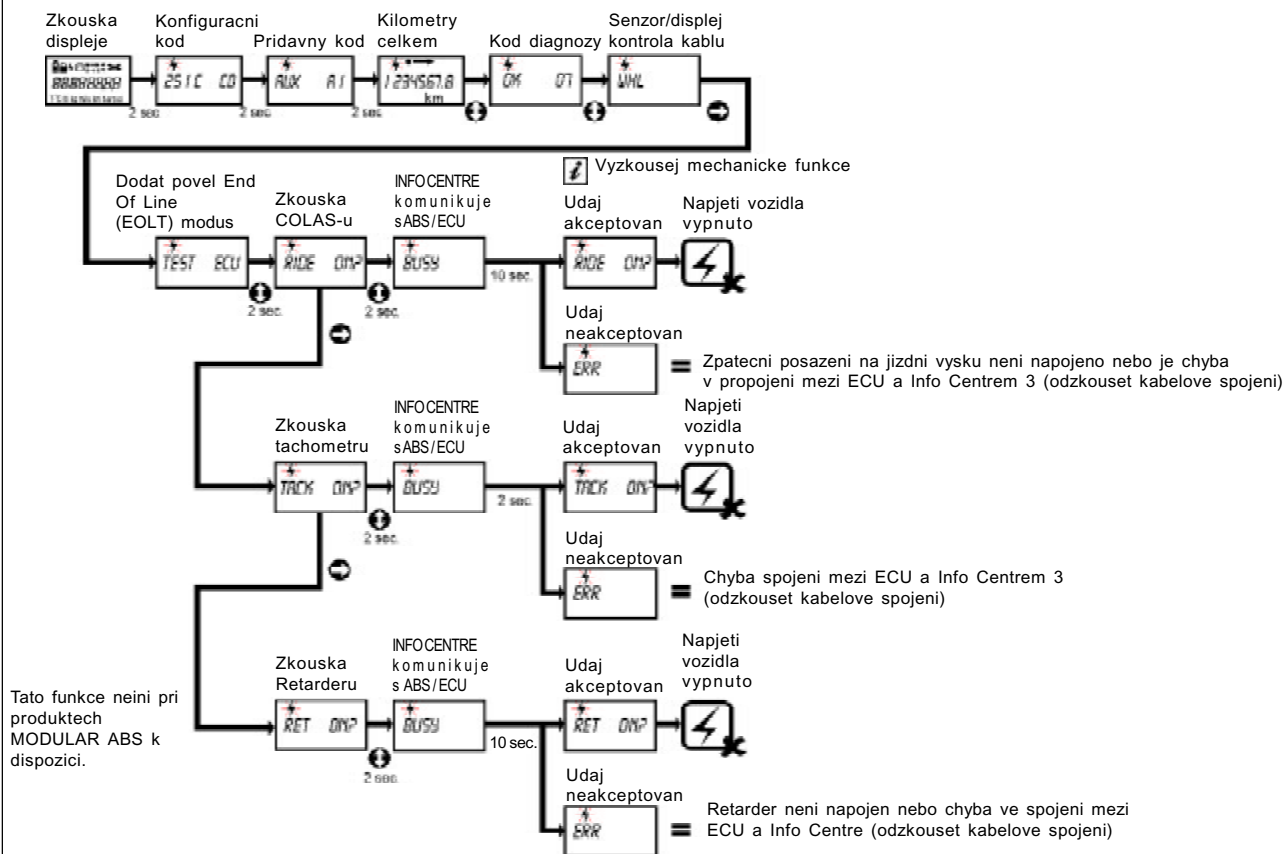 Zkouska
displeje
Konfiguracni
kod
Pridavny kod
Kilometry
celkem
Kod diagnozy
Senzor/displej
kontrola kablu
88888888
251C CD
AUX A1
1234567.8
km
OK 07
WHL
2 sec.
2 sec.
2 sec.
i Vyzkousej mechanicke funkce
Dodat povel End
Of Line
(EOLT) modus
Zkouska
COLAS-u
INFOCENTRE
komunikuje
sABS/ECU
Udaj
akceptovan
Napjeti vozidla
vypnuto
TEST ECU
RIDE ON?
BUSY
10 sec.
RIDE ON?
2 sec.
2 sec.
Udaj
neakceptovan
ERR
= Zpatecni posazeni na jizdni vysku neni napojeno nebo je chyba
v propojeni mezi ECU a Info Centrem 3 (odzkouset kabelove spojeni)
Zkouska
tachometru
INFOCENTRE
komunikuje
sABS/ECU
Udaj
akceptovan
Napjeti
vozidla
vypnuto
TACK ON?
BUSY
2 sec.
TACK ON?
2 sec.
Udaj
neakceptovan
ERR
= Chyba spojeni mezi ECU a Info Centrem 3
(odzkouset kabelove spojeni)
Tato funkce neini pri
produktech
MODULAR ABS k
dispozici.
Zkouska
Retarderu
INFOCENTRE
komunikuje
s ABS/ECU
Udaj
akceptovan
Napjeti
vozidla
vypnuto
RET ON?
BUSY
10 sec.
RET ON?
2 sec.
Udaj
neakceptovan
ERR
= Retarder neni napojen nebo chyba ve spojeni mezi
ECU a Info Centre (odzkouset kabelove spojeni)